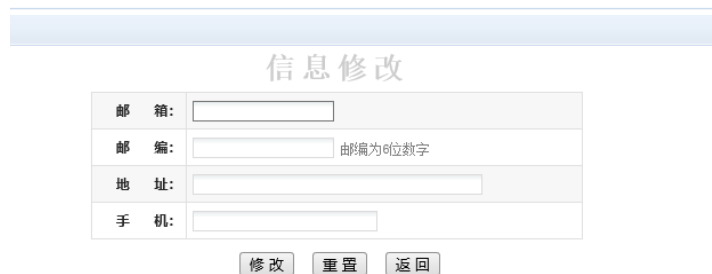 信息修改
邮 箱:
邮 编: 邮编为6位数字
地 址:
手 机:
修改 重置 返回